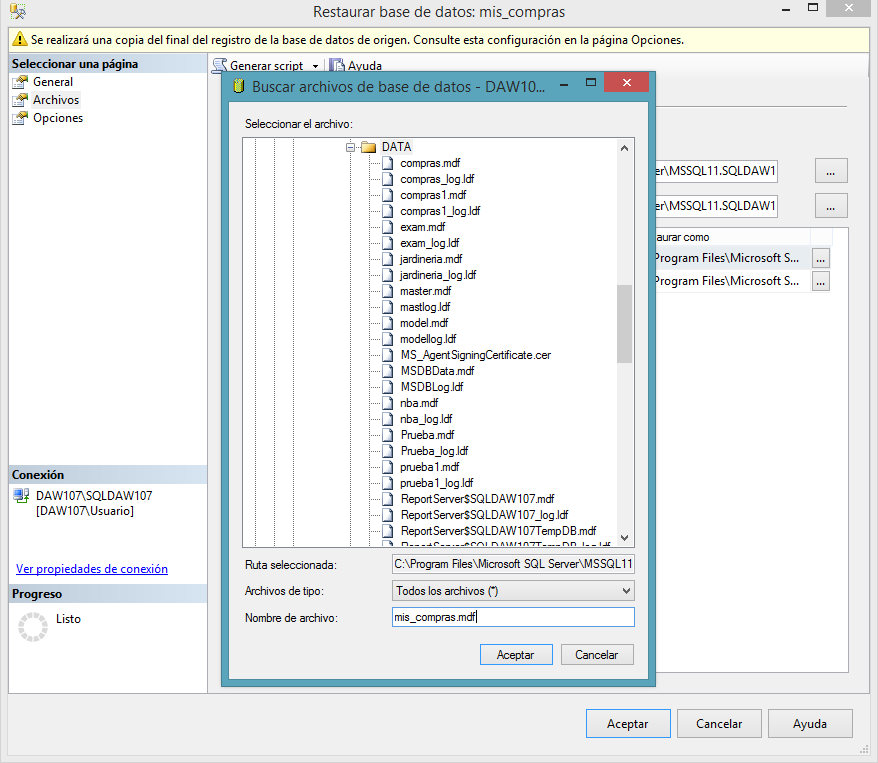 Restaurar base de datos: mis_compras
Se realizará una copia del final del registro de la base de datos de origen. Consulte esta configuración en la página Opciones.
Seleccionar una página
General
Archivos
Opciones
Generar script
Ayuda
Buscar archivos de base de datos - DAW10...
Seleccionar el archivo:
DATA
compras.mdf
compras_log.ldf
compras1.mdf
compras1_log.ldf
exam.mdf
exam_log.ldf
jardineria.mdf
jardineria_log.ldf
master.mdf
mastlog.ldf
model.mdf
modellog.ldf
MS_AgentSigningCertificate.cer
MSDBData.mdf
MSDBLog.ldf
nba.mdf
nba_log.ldf
Prueba.mdf
Prueba_log.ldf
prueba1.mdf
prueba1_log.ldf
ReportServer$SQLDAW107.mdf
ReportServer$SQLDAW107_log.ldf
ReportServer$SQLDAW107TempDB.mdf
ReportServer$SQLDAW107TempDB_log.ldf
Ruta seleccionada:
C:\Program Files\Microsoft SQL Server\MSSQL11
Archivos de tipo:
Todos los archivos (*)
Nombre de archivo:
mis_compras.mdf
Aceptar
Cancelar
er\MSSQL11.SQLDAW1
...
er\MSSQL11.SQLDAW1
...
aurar como
Program Files\Microsoft S...
...
Program Files\Microsoft S...
...
Conexión
DAW107\SQLDAW107
[DAW107\Usuario]
Ver propiedades de conexión
Progreso
Listo
Aceptar
Cancelar
Ayuda